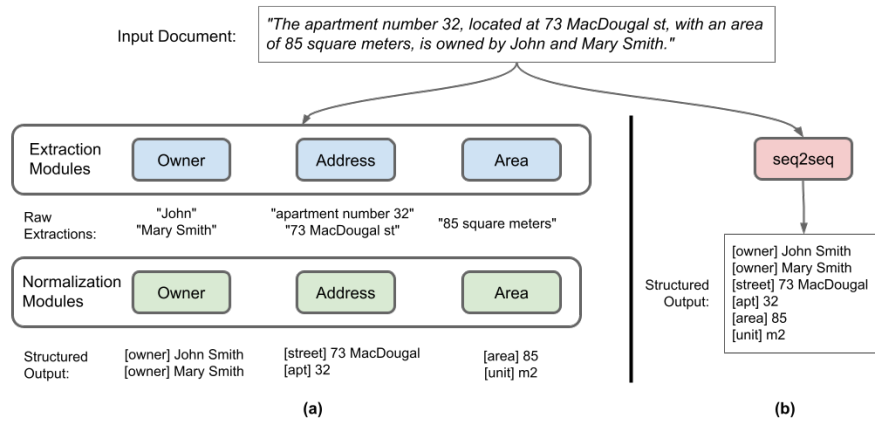 Input Document:
"The apartment number 32, located at 73 MacDougal st, with an area
of 85 square meters, is owned by John and Mary Smith."
Extraction
Modules
Owner
Address
Area
Raw
Extractions:
"John"
"Mary Smith"
"apartment number 32"
"73 MacDougal st"
"85 square meters"
Normalization
Modules
Owner
Address
Area
Structured
Output:
[owner] John Smith
[owner] Mary Smith
[street] 73 MacDougal
[apt] 32
[area] 85
[unit] m2
(a)
seq2seq
Structured
Output:
[owner] John Smith
[owner] Mary Smith
[street] 73 MacDougal
[apt] 32
[area] 85
[unit] m2
(b)